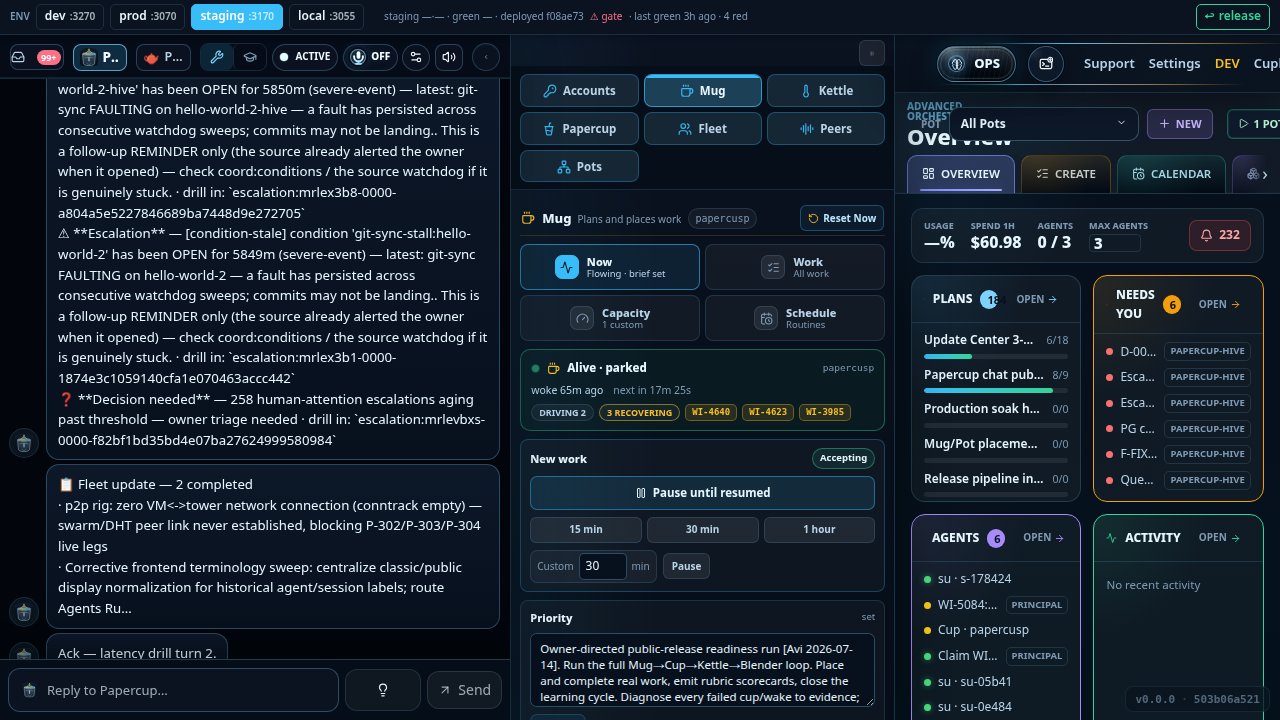 ENV dev :3270 prod :3070 staging :3170 local :3055 staging —·— · green — · deployed f08ae73 ⚠ gate · last green 3h ago · 4 red ↩ release
99+ P.. P... ACTIVE OFF
world-2-hive' has been OPEN for 5850m (severe-event) — latest: git-
sync FAULTING on hello-world-2-hive — a fault has persisted across
consecutive watchdog sweeps; commits may not be landing.. This is
a follow-up REMINDER only (the source already alerted the owner
when it opened) — check coord:conditions / the source watchdog if it
is genuinely stuck. · drill in: `escalation:mrlex3b8-0000-
a804a5e5227846689ba7448d9e272705`
⚠ **Escalation** — [condition-stale] condition 'git-sync-stall:hello-
world-2' has been OPEN for 5849m (severe-event) — latest: git-sync
FAULTING on hello-world-2 — a fault has persisted across
consecutive watchdog sweeps; commits may not be landing.. This is
a follow-up REMINDER only (the source already alerted the owner
when it opened) — check coord:conditions / the source watchdog if it
is genuinely stuck. · drill in: `escalation:mrlex3b1-0000-
1874e3c1059140cfa1e070463accc442`
❓ **Decision needed** — 258 human-attention escalations aging
past threshold — owner triage needed · drill in: `escalation:mrlevbxs-
0000-f82bf1bd35bd4e07ba27624999580984`
📋 Fleet update — 2 completed
· p2p rig: zero VM<->tower network connection (conntrack empty) —
swarm/DHT peer link never established, blocking P-302/P-303/P-304
live legs
· Corrective frontend terminology sweep: centralize classic/public
display normalization for historical agent/session labels; route
Agents Ru...
Ack — latency drill turn 2.
Reply to Papercup...
Send
Accounts Mug Kettle
Papercup Fleet Peers
Pots
Mug Plans and places work papercusp Reset Now
Now
Flowing · brief set
Work
All work
Capacity
1 custom
Schedule
Routines
Alive · parked papercusp
woke 65m ago next in 17m 25s
DRIVING 2 3 RECOVERING WI-4640 WI-4623 WI-3985
New work Accepting
Pause until resumed
15 min 30 min 1 hour
Custom 30 min Pause
Priority set
Owner-directed public-release readiness run [Avi 2026-07-
14]. Run the full Mug→Cup→Kettle→Blender loop. Place
and complete real work, emit rubric scorecards, close the
learning cycle. Diagnose every failed cup/wake to evidence;
OPS Support Settings DEV Cupl
ADVANCED
ORCHEST
POT All Pots + NEW 1 POT
Overview
OVERVIEW CREATE CALENDAR
USAGE SPEND 1H AGENTS MAX AGENTS
—% $60.98 0 / 3 3 232
PLANS OPEN →
Update Center 3-... 6/18
Papercup chat pub... 8/9
Production soak h... 0/0
Mug/Pot placeme... 0/0
Release pipeline in... 0/0
NEEDS
YOU 6 OPEN →
D-00... PAPERCUP-HIVE
Esca... PAPERCUP-HIVE
Esca... PAPERCUP-HIVE
PG c... PAPERCUP-HIVE
F-FIX... PAPERCUP-HIVE
Que... PAPERCUP-HIVE
AGENTS 6 OPEN →
su · s-178424
WI-5084:... PRINCIPAL
Cup · papercusp
Claim WI... PRINCIPAL
su · su-05b41
su · su-0e484
ACTIVITY OPEN →
No recent activity
v0.0.0 · 503b06a521